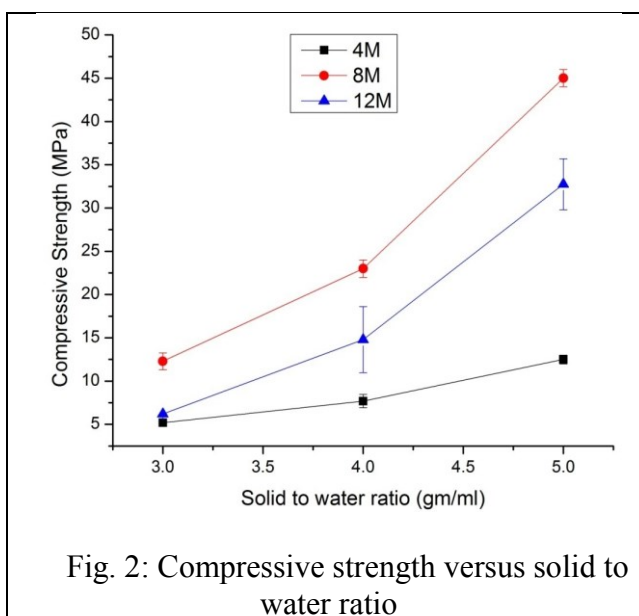 50
45
40
35
30
25
20
15
10
5
Compressive Strength (MPa)
4M
8M
12M
3.0 3.5 4.0 4.5 5.0
Solid to water ratio (gm/ml)
Fig. 2: Compressive strength versus solid to
water ratio